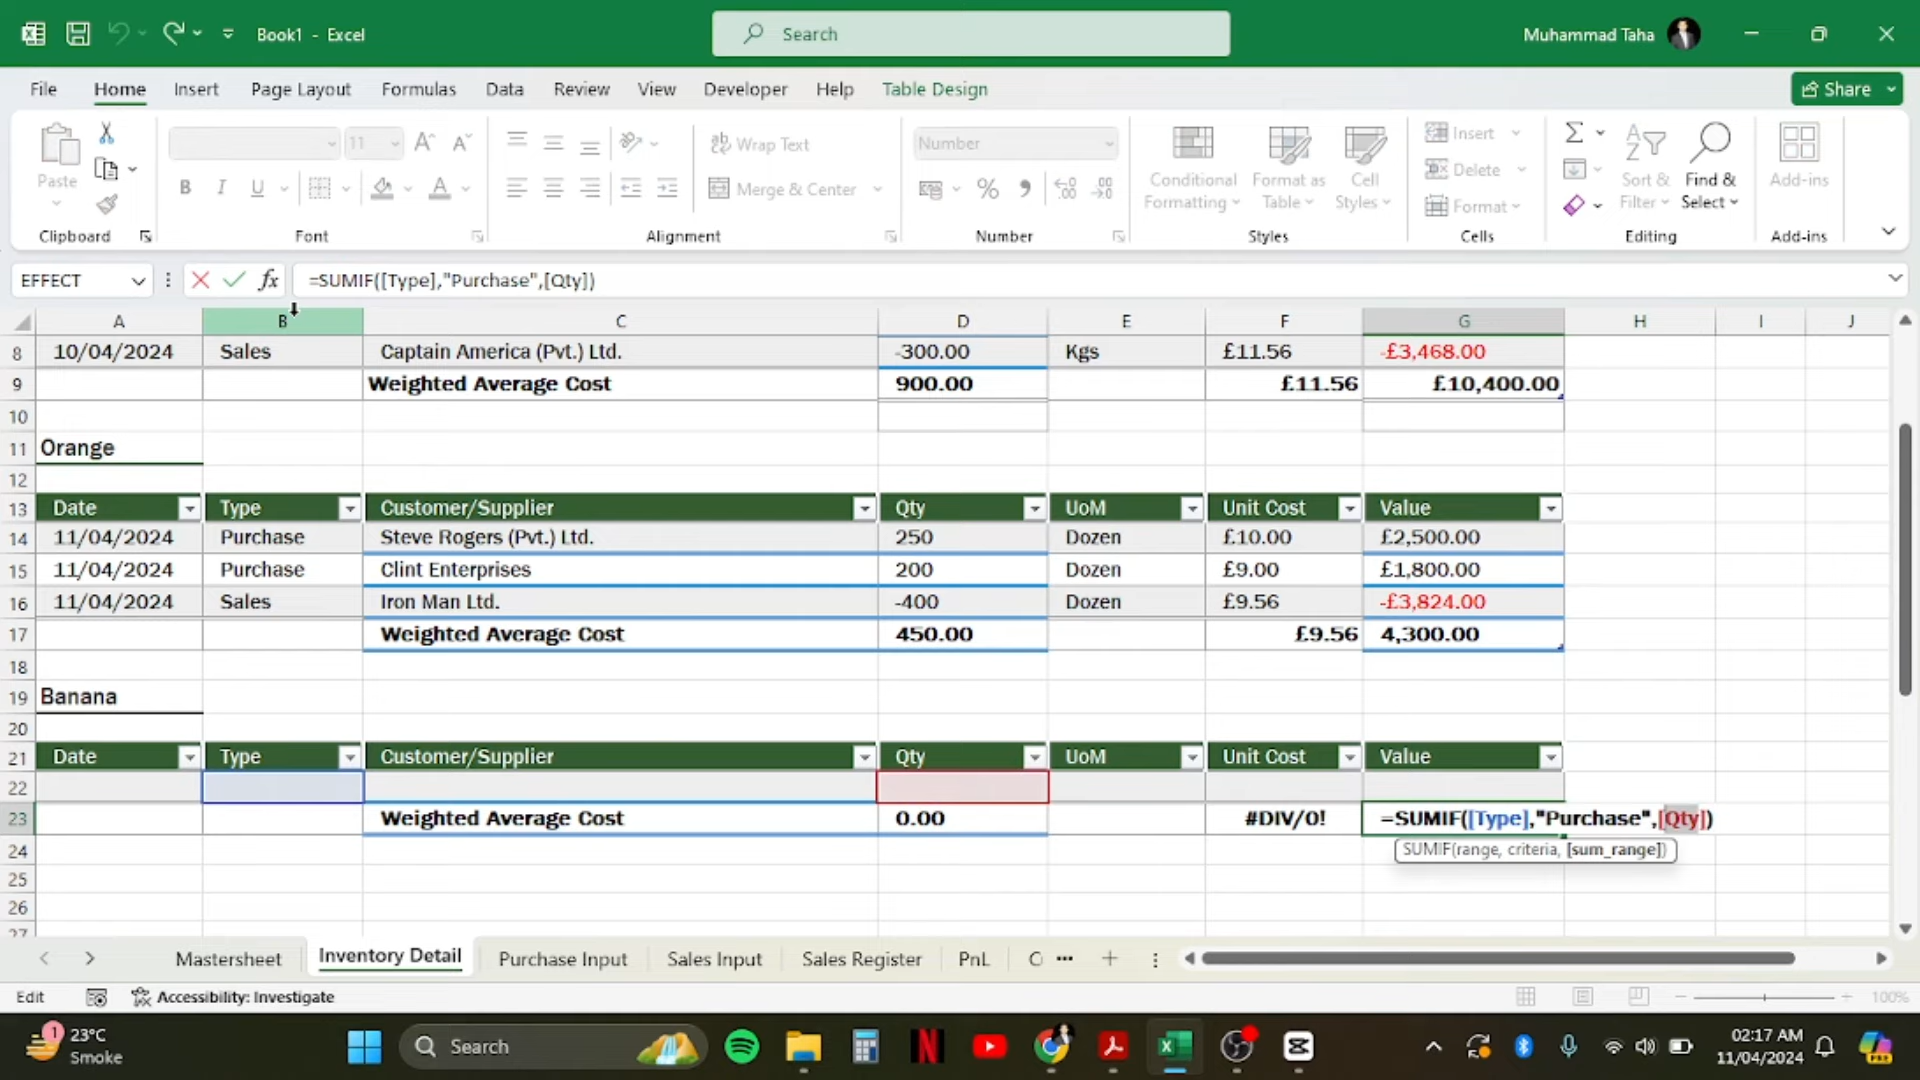 Book1 - Excel
Search
Muhammad Taha
File Home Insert Page Layout Formulas Data Review View Developer Help Table Design
Share
Paste
11
Wrap Text
Merge & Center
Number
Conditional Formatting
Format as Table
Cell Styles
Insert
Delete
Format
Sort & Filter
Find & Select
Add-ins
Clipboard Font Alignment Number Styles Cells Editing Add-ins
EFFECT
fx
=SUMIF([Type],"Purchase",[Qty])
A B C D E F G H I J
8 10/04/2024 Sales Captain America (Pvt.) Ltd. -300.00 Kgs £11.56 -£3,468.00
9 Weighted Average Cost 900.00 £11.56 £10,400.00
10
11 Orange
12
13 Date Type Customer/Supplier Qty UoM Unit Cost Value
14 11/04/2024 Purchase Steve Rogers (Pvt.) Ltd. 250 Dozen £10.00 £2,500.00
15 11/04/2024 Purchase Clint Enterprises 200 Dozen £9.00 £1,800.00
16 11/04/2024 Sales Iron Man Ltd. -400 Dozen £9.56 -£3,824.00
17 Weighted Average Cost 450.00 £9.56 4,300.00
18
19 Banana
20
21 Date Type Customer/Supplier Qty UoM Unit Cost Value
22
23 Weighted Average Cost 0.00 #DIV/0! =SUMIF([Type],"Purchase",[Qty])
SUMIF(range, criteria, [sum_range])
24
25
26
27
Mastersheet Inventory Detail Purchase Input Sales Input Sales Register PnL C ...
Edit Accessibility: Investigate 100%
1 23°C
Smoke
Search
02:17 AM
11/04/2024